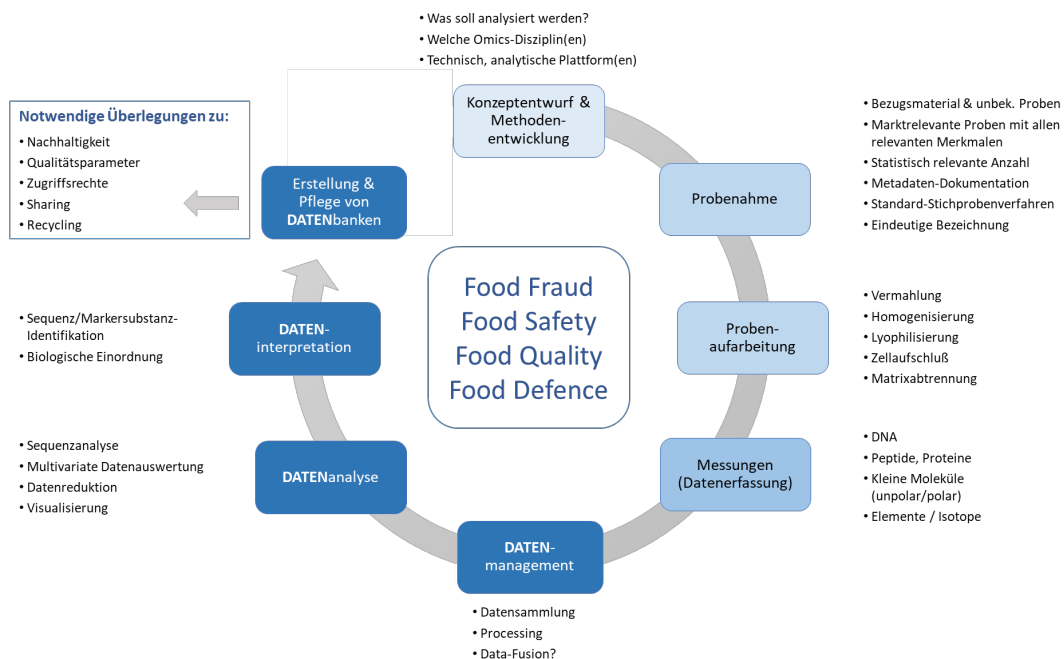 • Was soll analysiert werden?
• Welche Omics-Disziplin(en)
• Technisch, analytische Plattform(en)
Konzeptentwurf &
Methoden-
entwicklung
• Bezugsmaterial & unbek. Proben
• Marktrelevante Proben mit allen
relevanten Merkmalen
• Statistisch relevante Anzahl
• Metadaten-Dokumentation
• Standard-Stichprobenverfahren
• Eindeutige Bezeichnung
Probenahme
Proben-
aufarbeitung
• Vermahlung
• Homogenisierung
• Lyophilisierung
• Zellaufschluß
• Matrixabtrennung
Messungen
(Datenerfassung)
• DNA
• Peptide, Proteine
• Kleine Moleküle
(unpolar/polar)
• Elemente / Isotope
DATEN-
management
• Datensammlung
• Processing
• Data-Fusion?
DATENanalyse
• Sequenzanalyse
• Multivariate Datenauswertung
• Datenreduktion
• Visualisierung
DATEN-
interpretation
• Sequenz/Markersubstanz-
Identifikation
• Biologische Einordnung
Erstellung &
Pflege von
DATENbanken
Notwendige Überlegungen zu:
• Nachhaltigkeit
• Qualitätsparameter
• Zugriffsrechte
• Sharing
• Recycling
Food Fraud
Food Safety
Food Quality
Food Defence